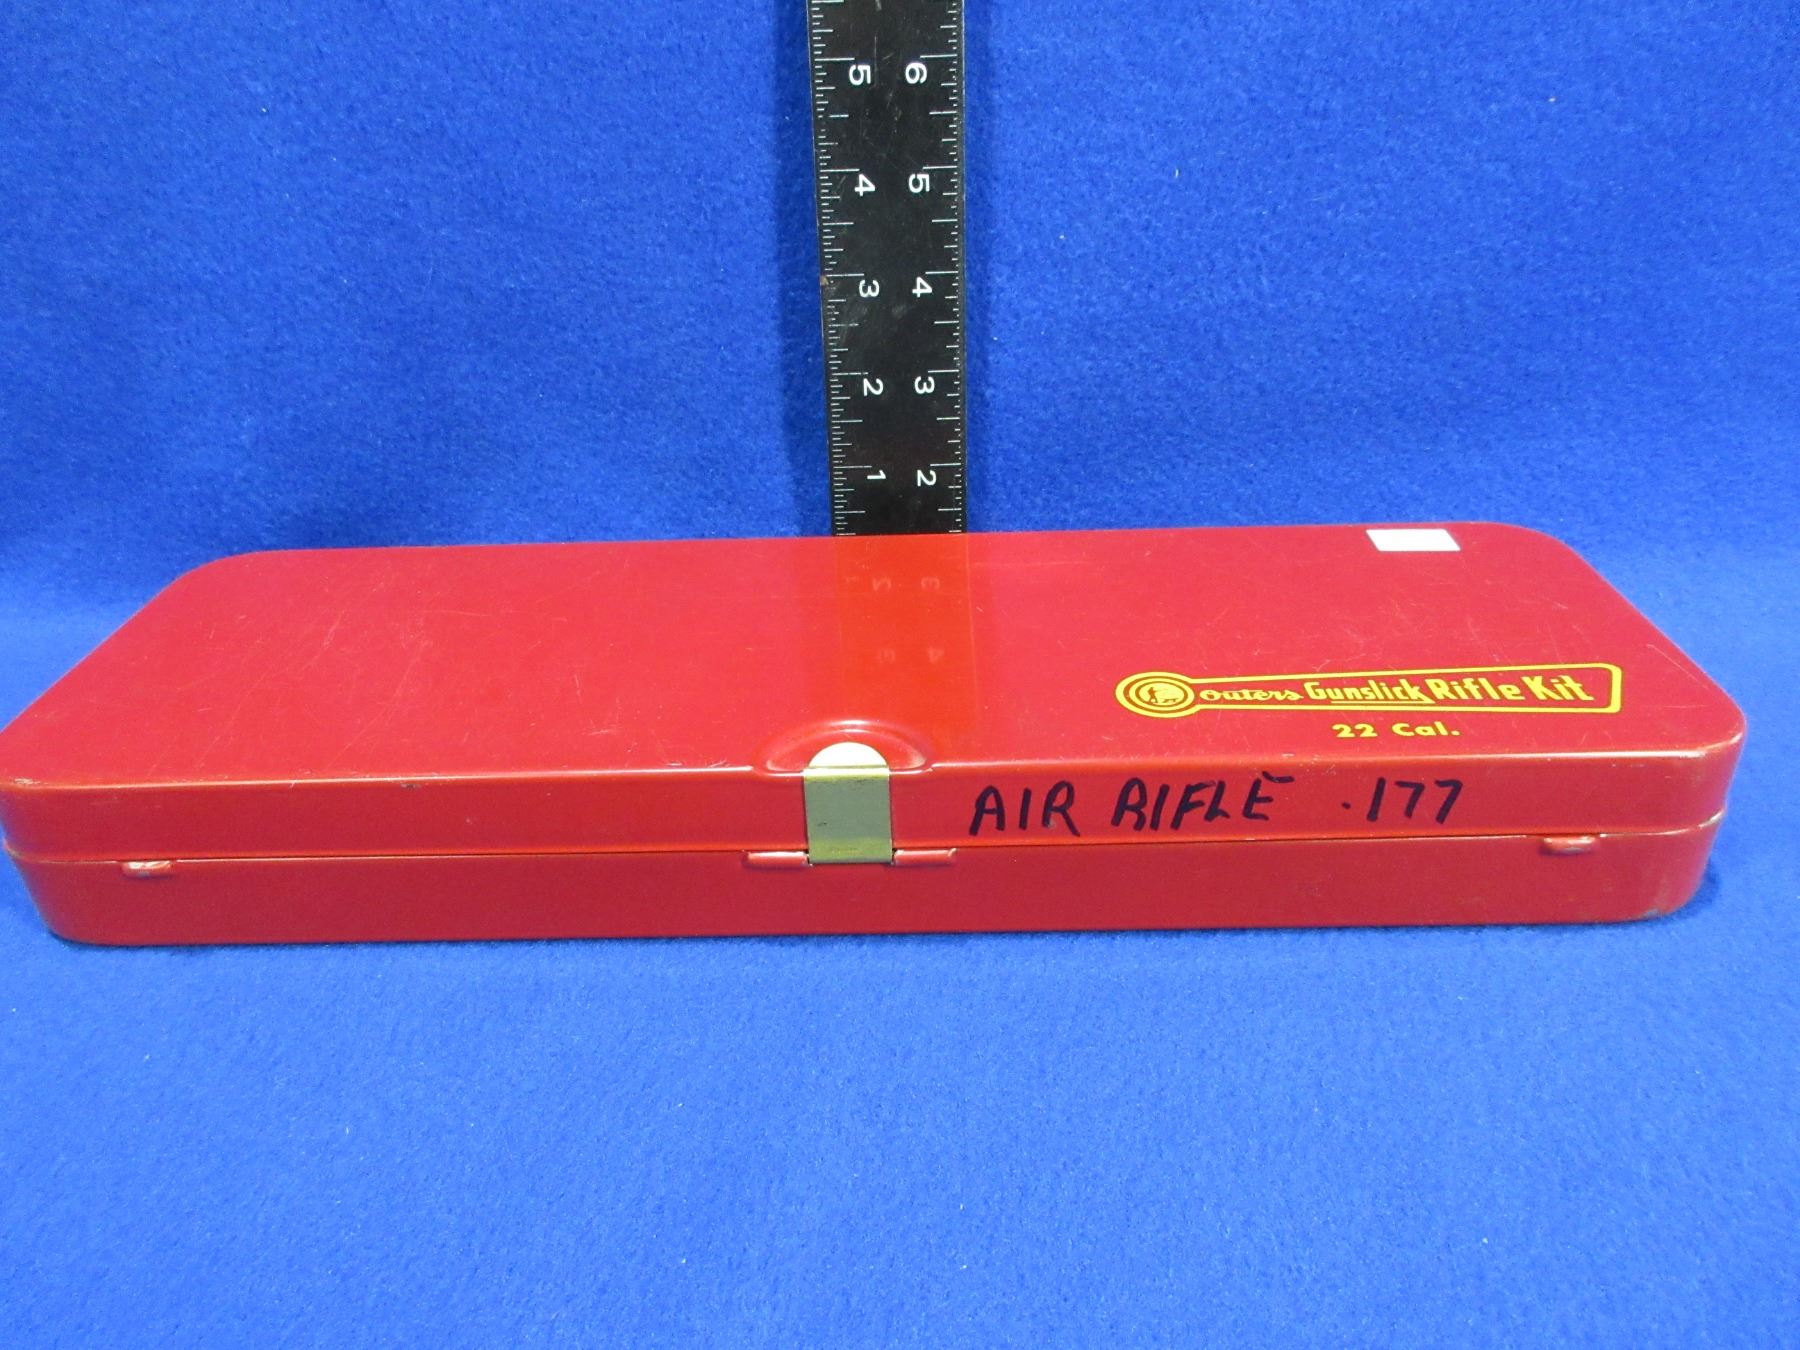 5 6
4 5
3 4
2 3
1 2
Outers Gunslick Rifle Kit
22 Cal.
AIR RIFLE .177